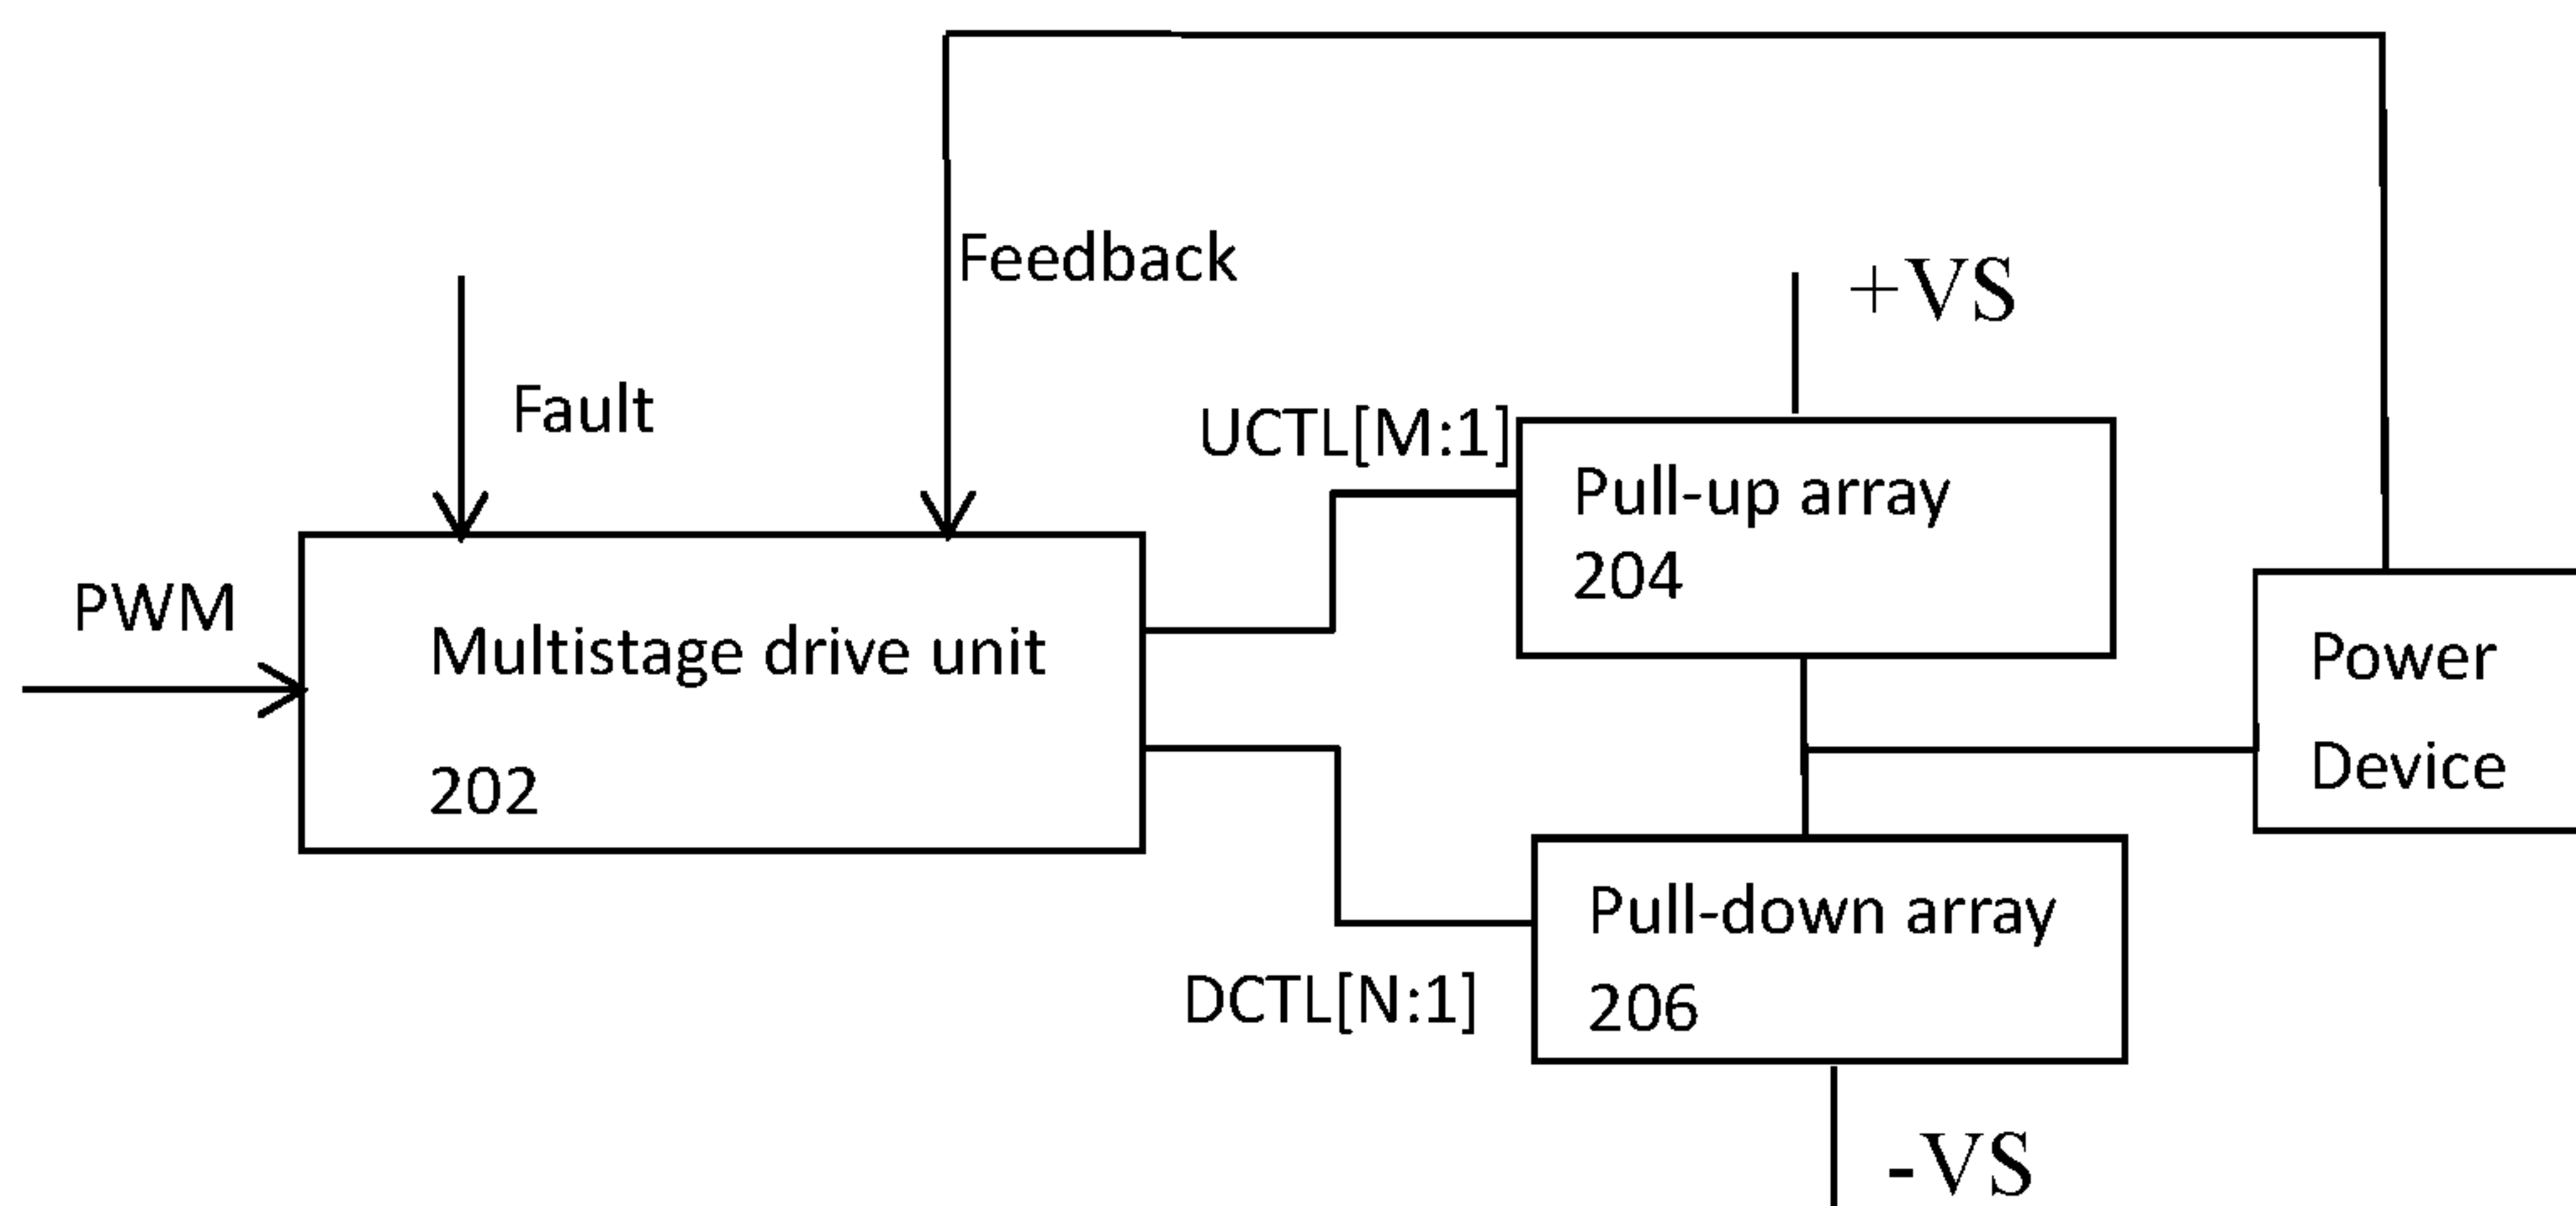 Feedback
+VS
Fault
UCTL[M:1]
Pull-up array
204
PWM
Multistage drive unit
202
Power
Device
Pull-down array
206
DCTL[N:1]
-VS